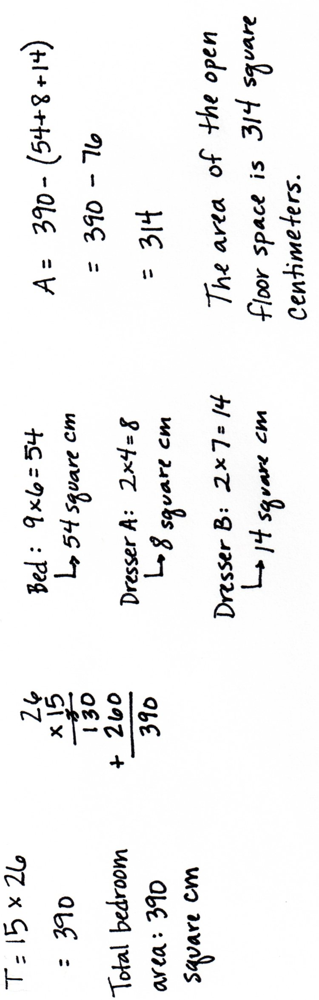 T = 15 x 26
= 390
Total bedroom
area: 390
square cm
26
x 15
130
+ 260
390
Bed: 9 x 6 = 54
↳ 54 square cm
Dresser A: 2x4=8
↳ 8 square cm
Dresser B: 2 x 7 = 14
↳ 14 square cm
A = 390 - (54+8+14)
= 390 - 76
= 314
The area of the open
floor space is 314 square
centimeters.